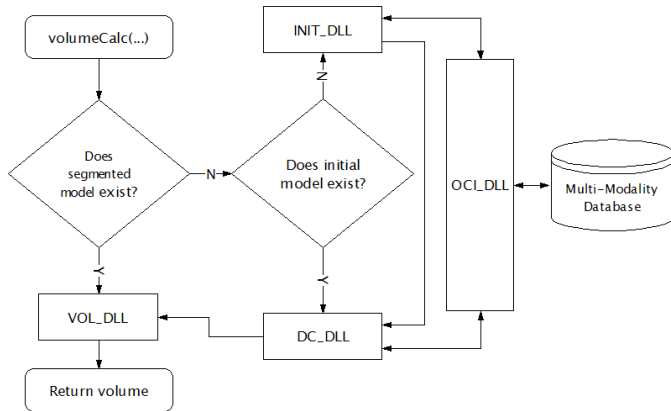 volumeCalc(...)
INIT_DLL
N
Does
segmented
model exist?
N
Does initial
model exist?
OCI_DLL
Multi-Modality
Database
Y
Y
VOL_DLL
DC_DLL
Return volume